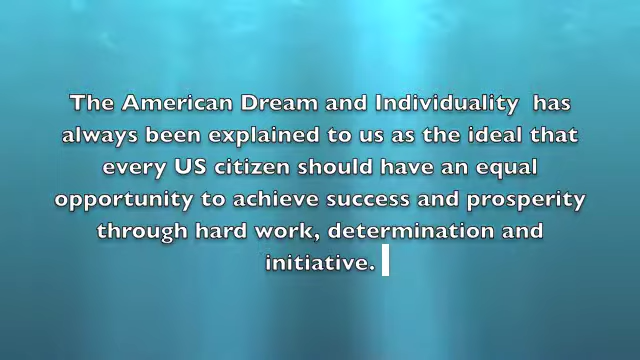 The American Dream and Individuality  has
always been explained to us as the ideal that
every US citizen should have an equal
opportunity to achieve success and prosperity
through hard work, determination and
initiative.